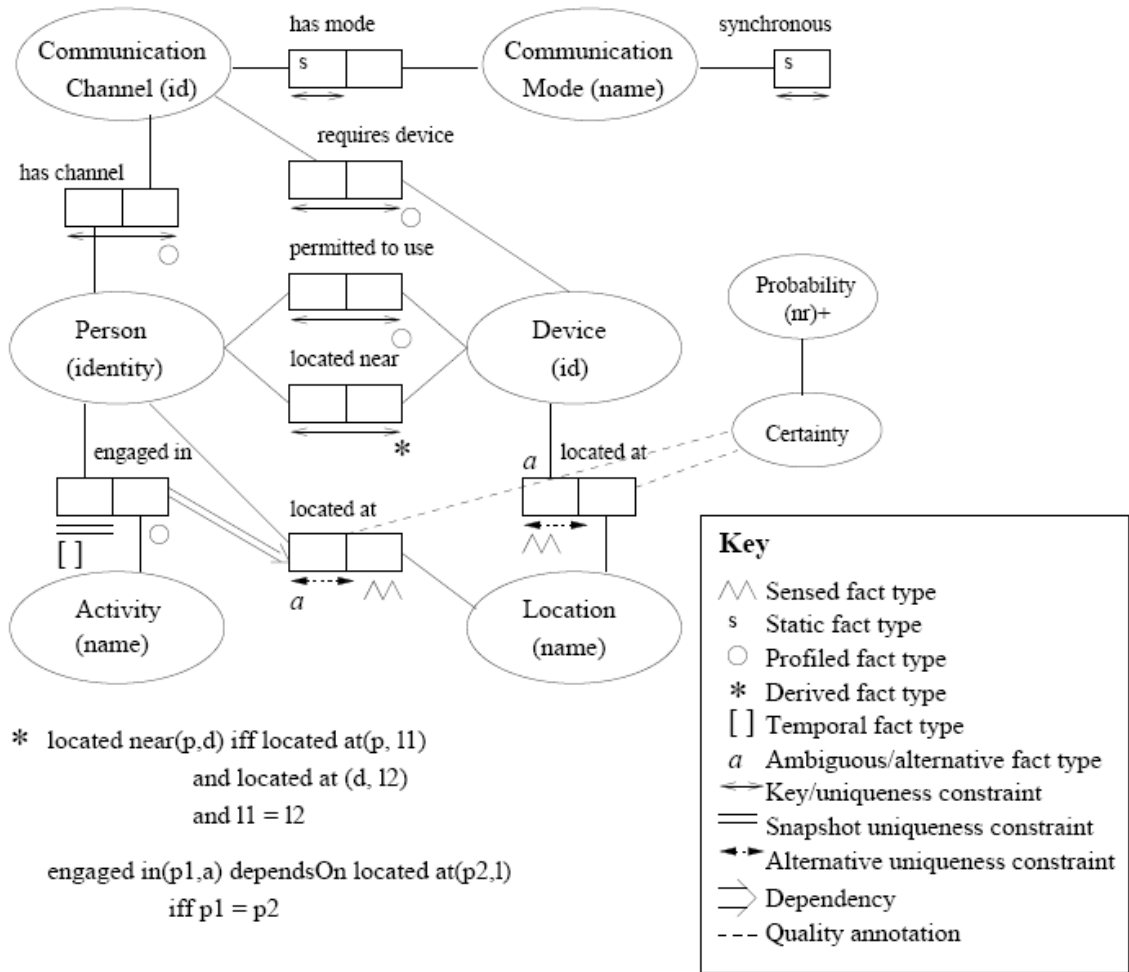 has mode
synchronous
Communication
Channel (id)
s
Communication
Mode (name)
s
requires device
has channel
permitted to use
Probability
(nr)+
Person
(identity)
Device
(id)
located near
*
Certainty
engaged in
a
located at
located at
[ ]
a
Activity
(name)
Location
(name)
Key
Sensed fact type
s Static fact type
Profiled fact type
* Derived fact type
[ ] Temporal fact type
a Ambiguous/alternative fact type
Key/uniqueness constraint
Snapshot uniqueness constraint
Alternative uniqueness constraint
Dependency
Quality annotation
* located near(p,d) iff located at(p, l1)
and located at (d, l2)
and l1 = l2
engaged in(p1,a) dependsOn located at(p2,l)
iff p1 = p2